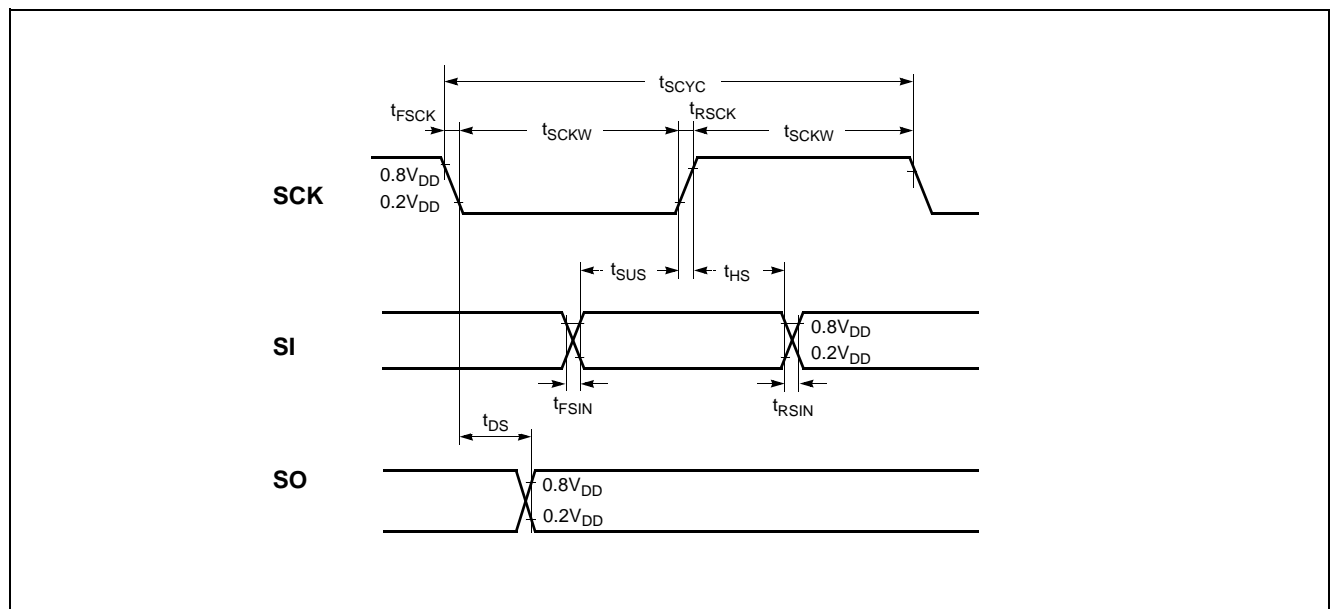 tSCYC
tFSCK
tSCKW
tRSCK
tSCKW
SCK
0.8VDD
0.2VDD
tSUS
tHS
SI
0.8VDD
0.2VDD
tFSIN
tRSIN
tDS
SO
0.8VDD
0.2VDD